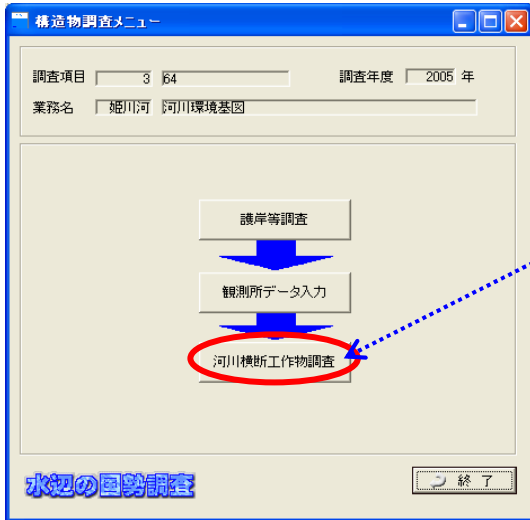 構造物調査メニュー
調査項目 3 64 調査年度 2005 年
業務名 姫川河 河川環境基図
護岸等調査
観測所データ入力
河川横断工作物調査
水辺の国勢調査
終 了